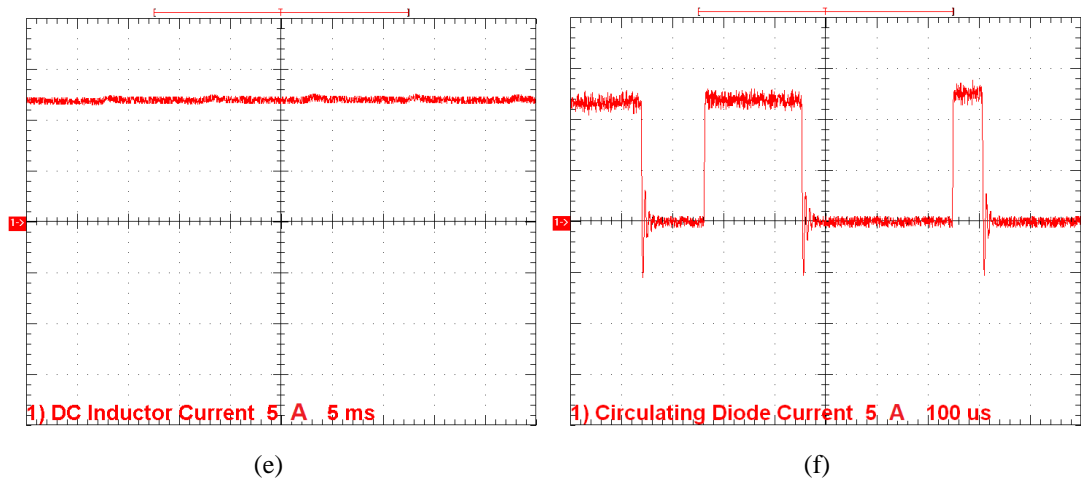 1->
1->
1) DC Inductor Current 5 A 5 ms
1) Circulating Diode Current 5 A 100 us
(e)
(f)